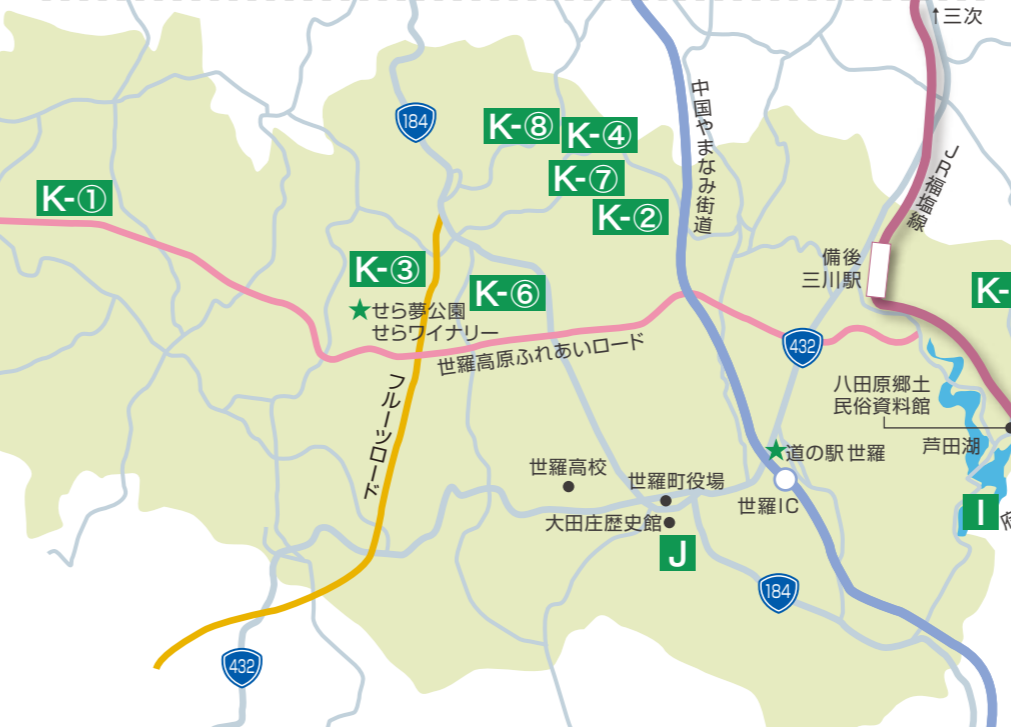 ↑三次
184
K-⑧
K-④
中国やまなみ街道
K-⑦
JR福塩線
K-①
K-②
備後
三川駅
K-③
K-⑥
K-
★せら夢公園
せらワイナリー
432
世羅高原ふれあいロード
フルーツロード
八田原郷土
民俗資料館
芦田湖
★道の駅 世羅
世羅高校
世羅町役場
世羅IC
大田庄歴史館
I
J
184
432